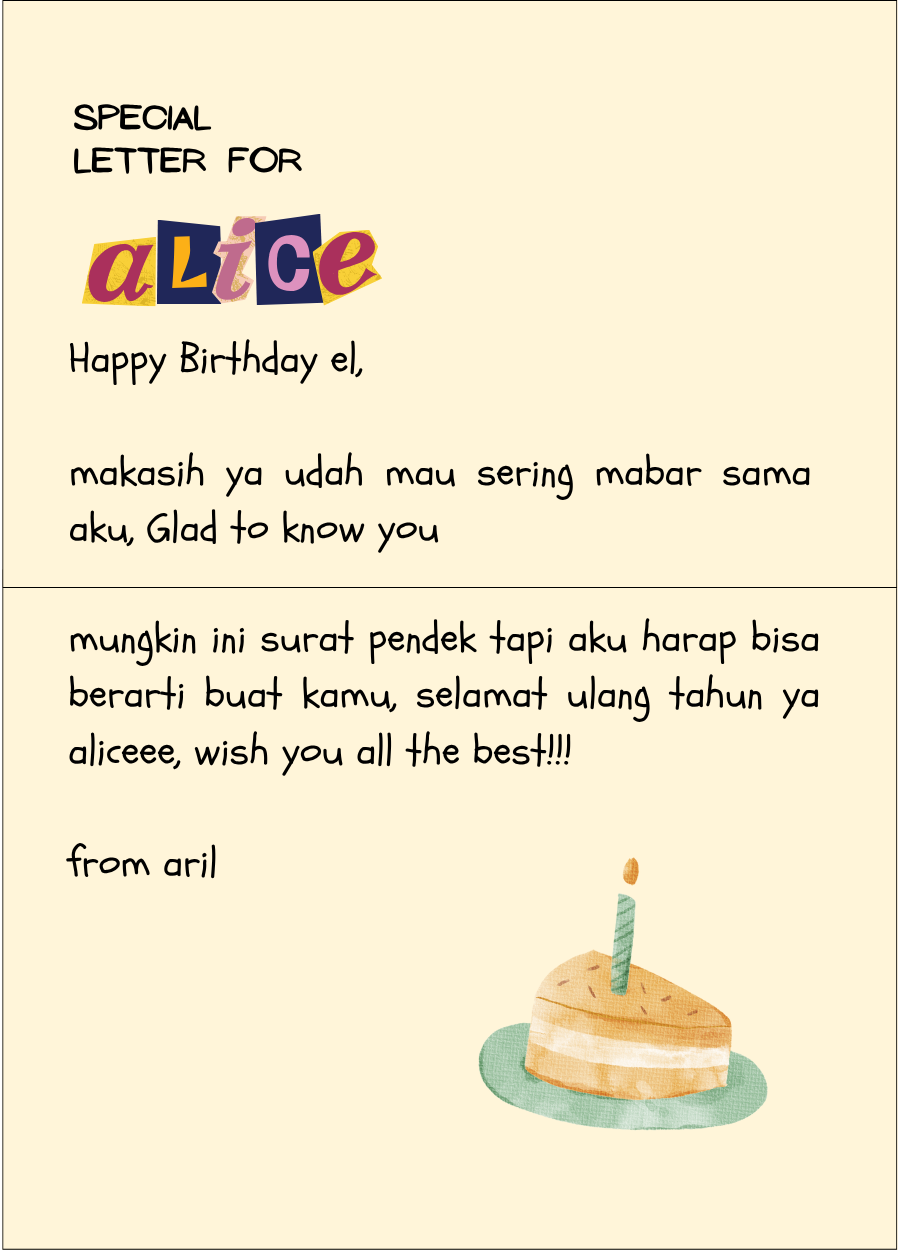 SPECIAL
LETTER FOR
aLice
Happy Birthday el,
makasih ya udah mau sering mabar sama
aku, Glad to know you
mungkin ini surat pendek tapi aku harap bisa
berarti buat kamu, selamat ulang tahun ya
aliceee, wish you all the best!!!
from aril